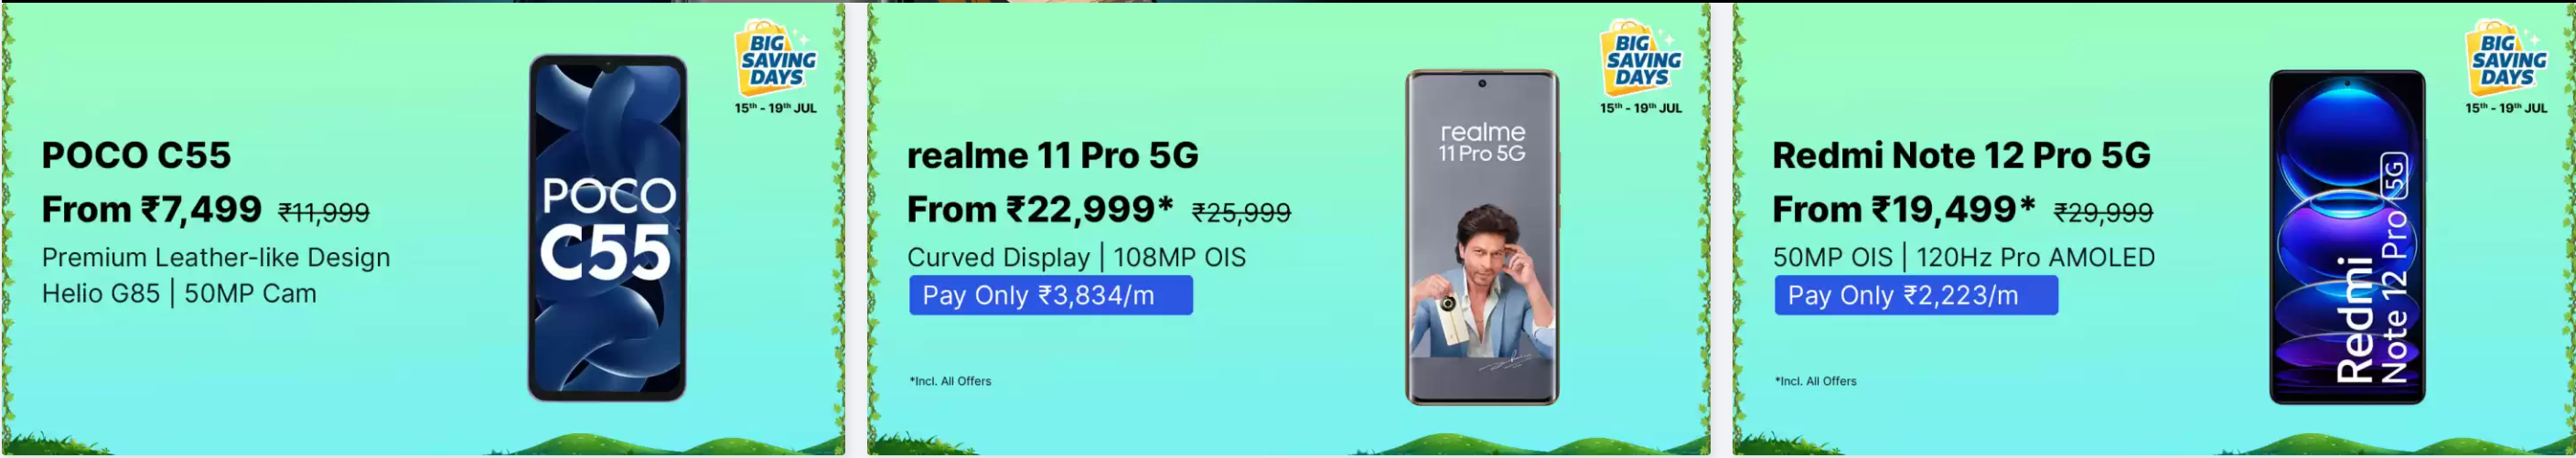 BIG
SAVING
DAYS
15th - 19th JUL
POCO C55
From ₹7,499 ₹11,999
Premium Leather-like Design
Helio G85 | 50MP Cam
POCO
C55
BIG
SAVING
DAYS
15th - 19th JUL
realme 11 Pro 5G
From ₹22,999* ₹25,999
Curved Display | 108MP OIS
Pay Only ₹3,834/m
*Incl. All Offers
realme
11 Pro 5G
BIG
SAVING
DAYS
15th - 19th JUL
Redmi Note 12 Pro 5G
From ₹19,499* ₹29,999
50MP OIS | 120Hz Pro AMOLED
Pay Only ₹2,223/m
*Incl. All Offers
Redmi
Note 12 Pro 5G